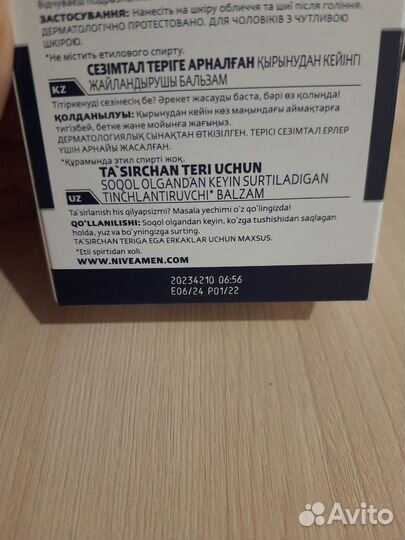 ЗАСТОСУВАННЯ: Нанесіть на шкіру обличчя та шиї після гоління.
ДЕРМАТОЛОГІЧНО ПРОТЕСТОВАНО. ДЛЯ ЧОЛОВІКІВ З ЧУТЛИВОЮ
ШКІРОЮ.
*Не містить етилового спирту.
СЕЗІМТАЛ ТЕРІГЕ АРНАЛҒАН ҚЫРЫНУДАН КЕЙІНГІ
KZ ЖАЙЛАНДЫРУШЫ БАЛЬЗАМ
Тітіркенуді сезінесің бе? Әрекет жасауды баста, бәрі өз қолыңда!
ҚОЛДАНЫЛУЫ: Қырынудан кейін көз маңындағы аймақтарға
тигізбей, бетке және мойынға жағыңыз.
ДЕРМАТОЛОГИЯЛЫҚ СЫНАҚТАН ӨТКІЗІЛГЕН. ТЕРІСІ СЕЗІМТАЛ ЕРЛЕР
ҮШІН АРНАЙЫ ЖАСАЛҒАН.
*Құрамында этил спирті жоқ.
TA`SIRCHAN TERI UCHUN
SOQOL OLGANDAN KEYIN SURTILADIGAN
UZ TINCHLANTIRUVCHI* BALZAM
Ta`sirlanish his qilyapsizmi? Masala yechimi o`z qo`lingizda!
QO`LLANILISHI: Soqol olgandan keyin, ko`zga tushishidan saqlagan
holda, yuz va bo`yningizga surting.
TA`SIRCHAN TERIGA EGA ERKAKLAR UCHUN MAXSUS.
*Etil spirtidan xoli.
WWW.NIVEAMEN.COM
20234210 06:56
E06/24 P01/22
Avito